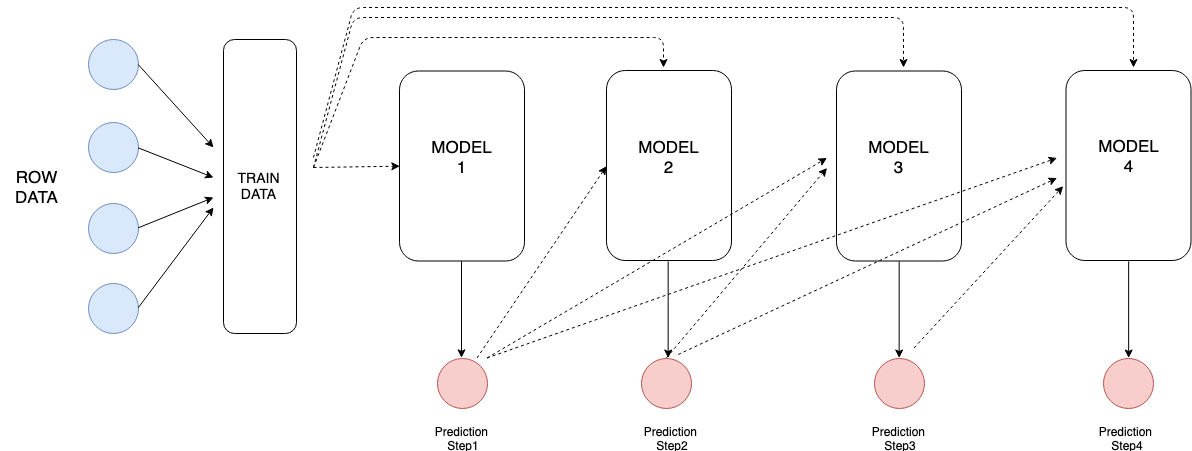 ROW
DATA
TRAIN
DATA
MODEL
1
MODEL
2
MODEL
3
MODEL
4
Prediction
Step1
Prediction
Step2
Prediction
Step3
Prediction
Step4